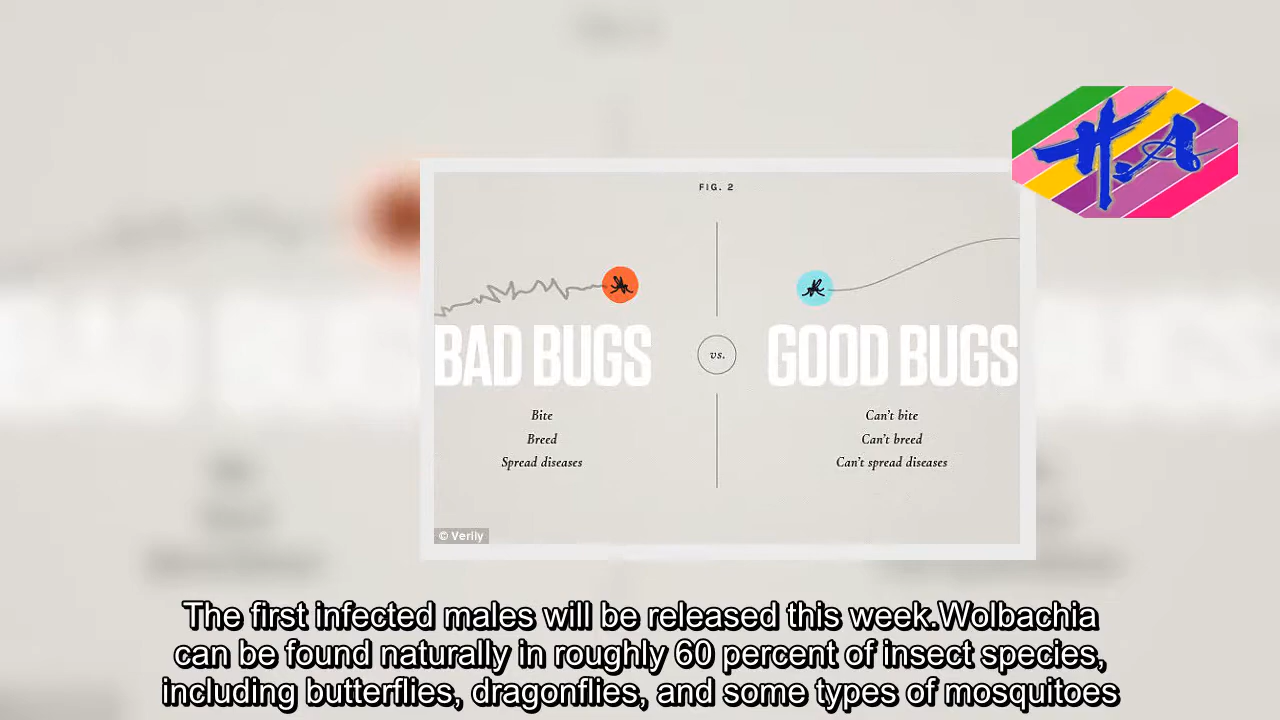 FIG. 2
H.A
BAD BUGS
vs.
GOOD BUGS
Bite
Breed
Spread diseases
Can't bite
Can't breed
Can't spread diseases
© Verily
The first infected males will be released this week.Wolbachia
can be found naturally in roughly 60 percent of insect species,
including butterflies, dragonflies, and some types of mosquitoes